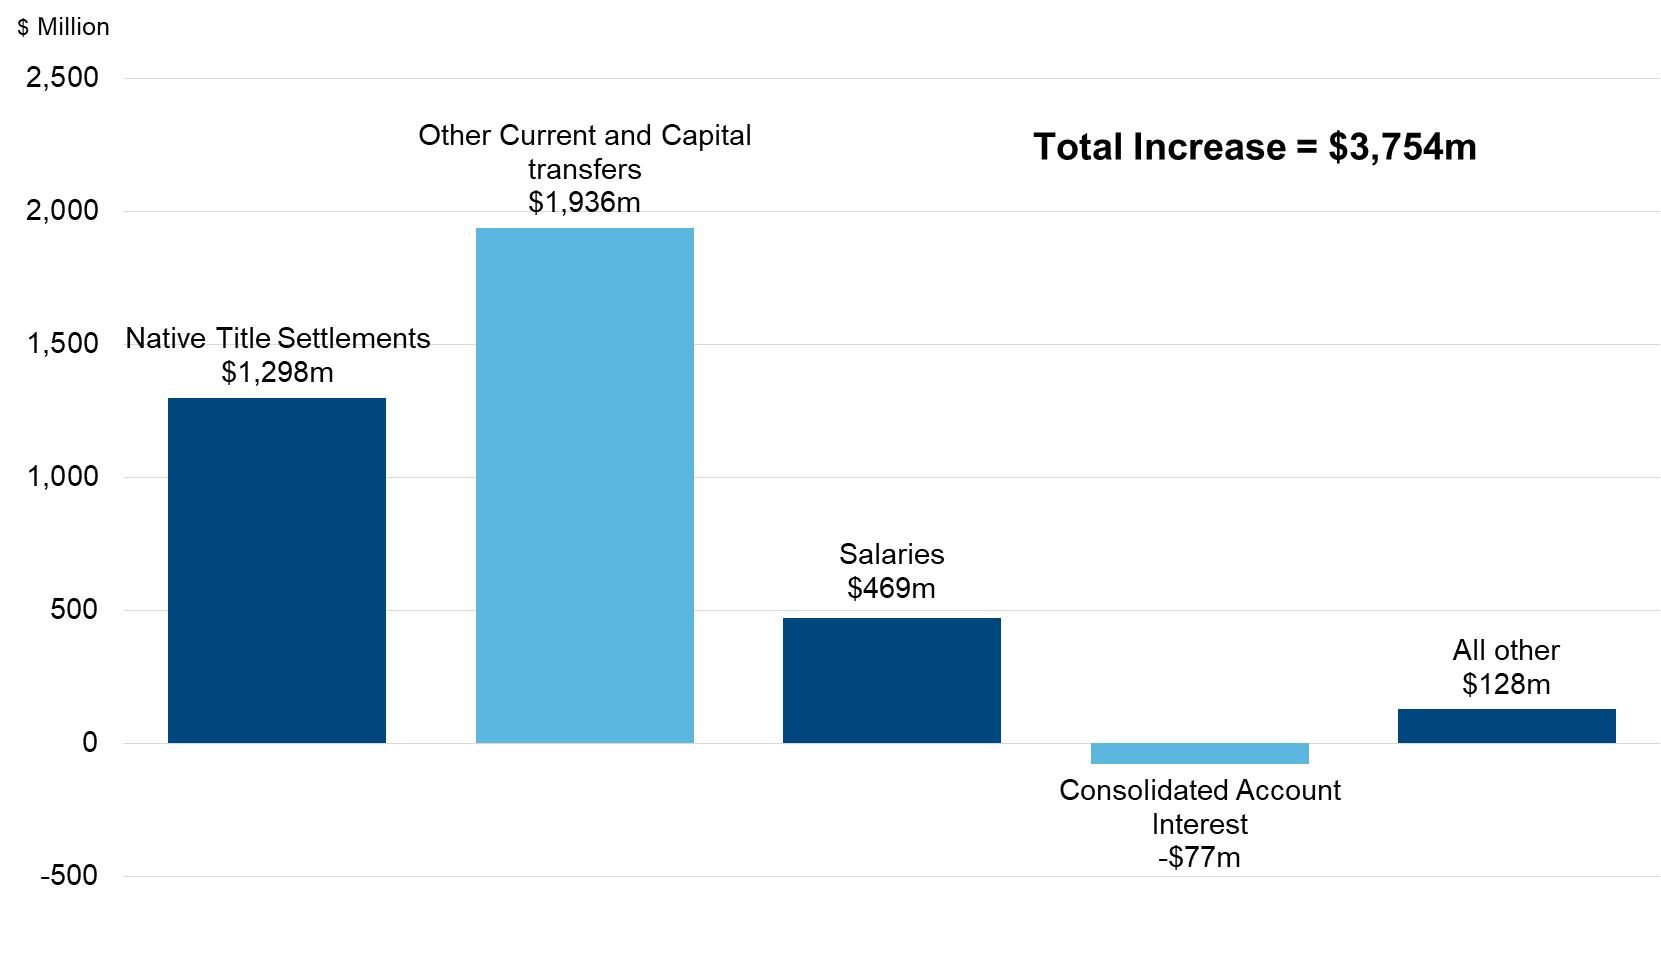 $ Million
2,500
Other Current and Capital
transfers
$1,936m
Total Increase = $3,754m
2,000
Native Title Settlements
$1,298m
1,500
1,000
Salaries
$469m
500
All other
$128m
0
Consolidated Account
Interest
-$77m
-500